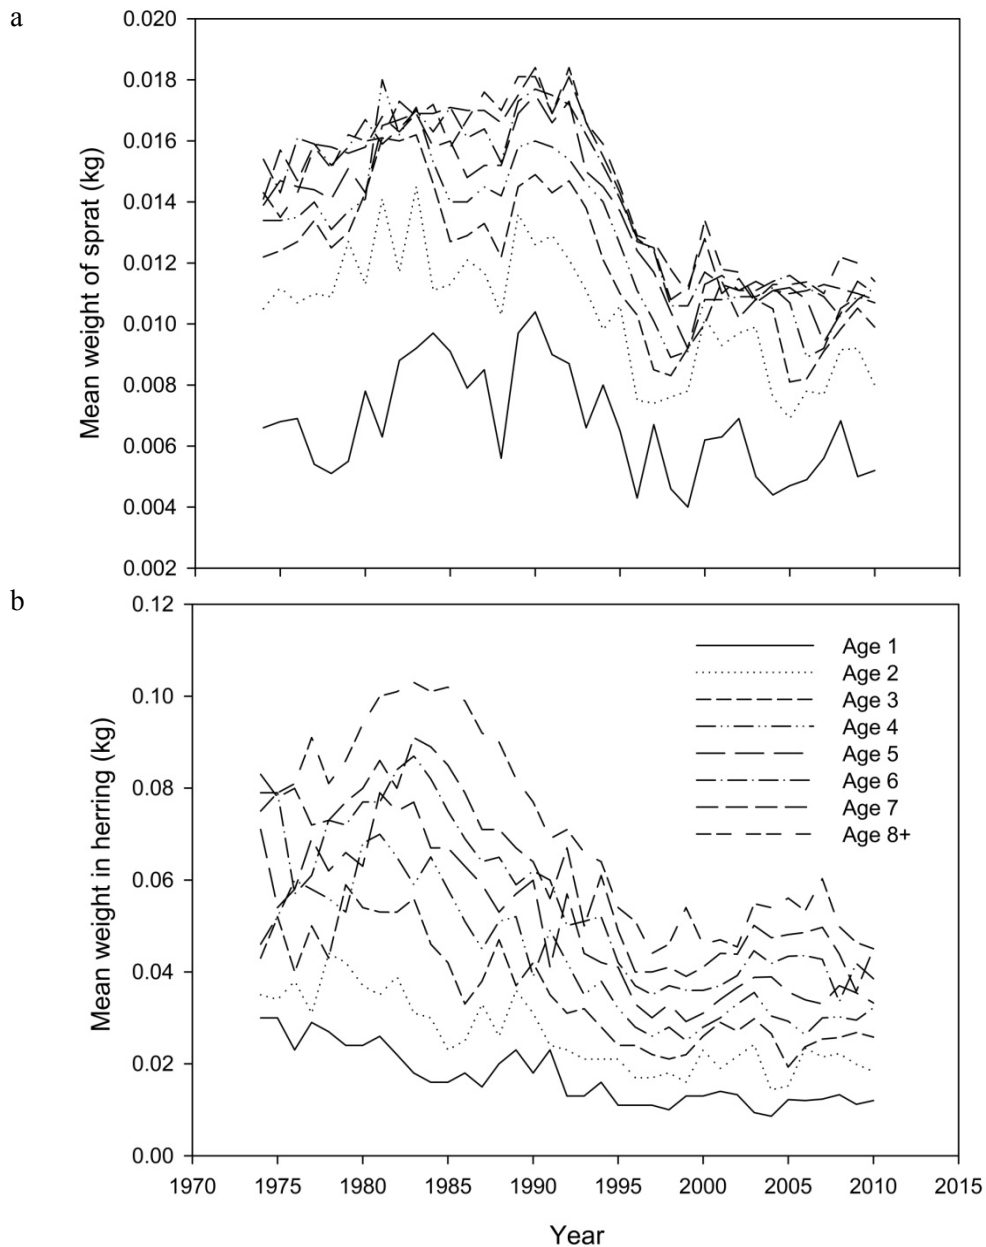 a
Mean weight of sprat (kg)
0.020
0.018
0.016
0.014
0.012
0.010
0.008
0.006
0.004
0.002
b
Mean weight in herring (kg)
0.12
0.10
0.08
0.06
0.04
0.02
0.00
Age 1
Age 2
Age 3
Age 4
Age 5
Age 6
Age 7
Age 8+
1970 1975 1980 1985 1990 1995 2000 2005 2010 2015
Year